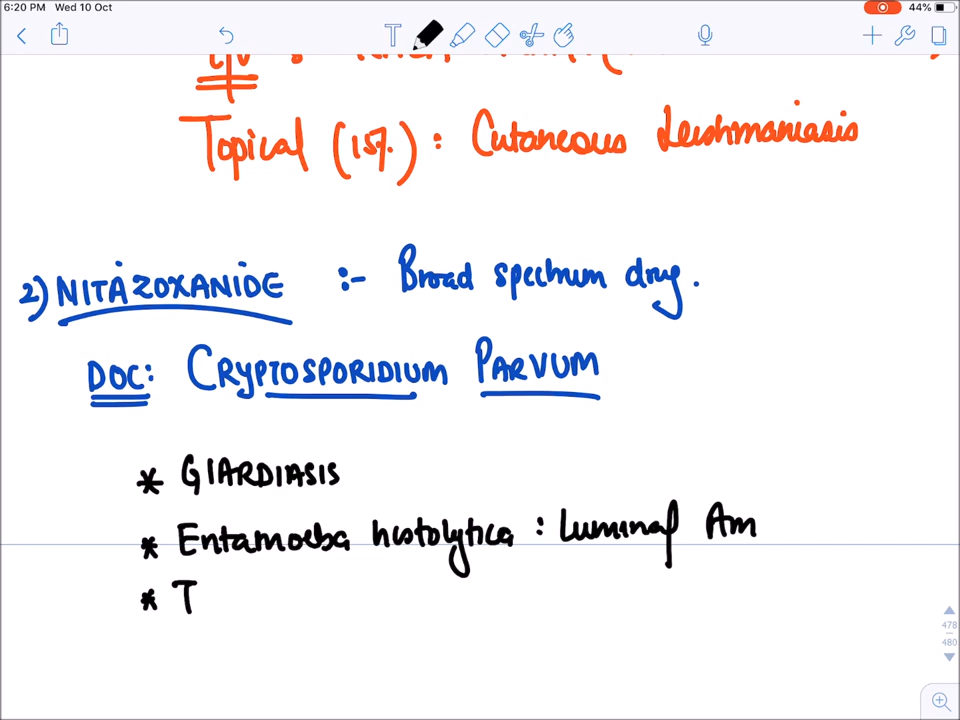 6:20 PM Wed 10 Oct
44%
T
Topical (15%) : Cutaneous Leishmaniasis
2) NITAZOXANIDE :- Broad spectrum drug.
DOC: CRYPTOSPORIDIUM PARVUM
* GIARDIASIS
* Entamoeba histolytica : Luminal Am
* T
478
480